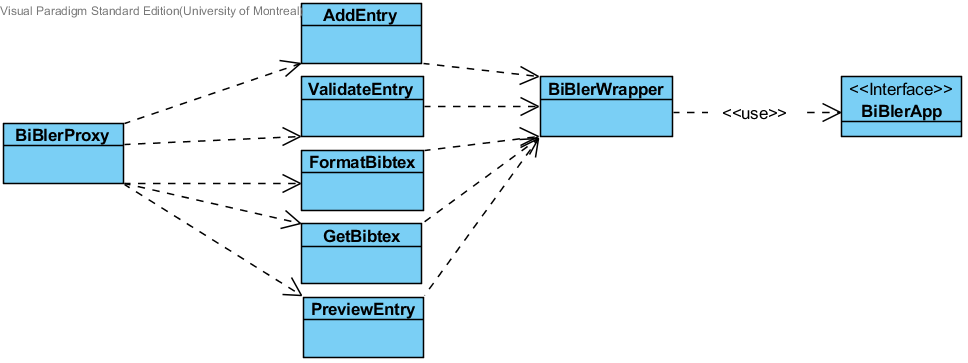 Visual Paradigm Standard Edition(University of Montreal)
AddEntry
ValidateEntry
BiBlerWrapper
<<Interface>>
BiBlerApp
<<use>>
BiBlerProxy
FormatBibtex
GetBibtex
PreviewEntry